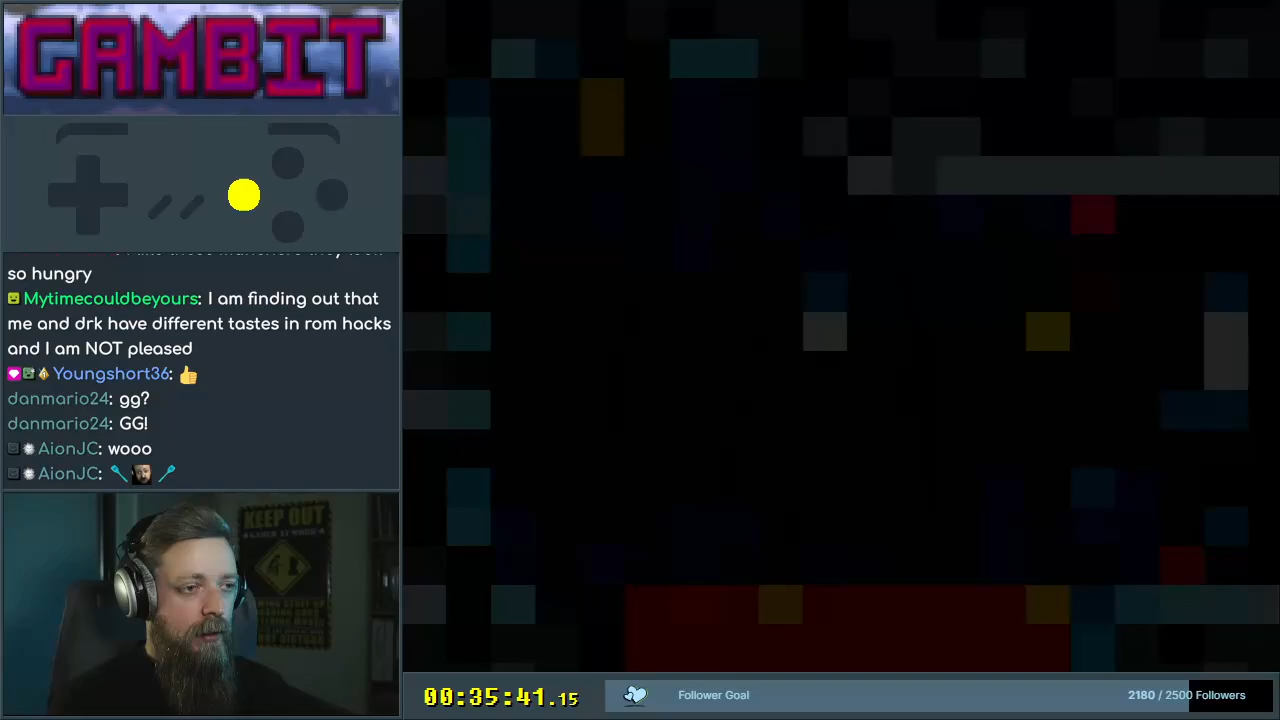 GAMBIT
so hungry
Mytimecouldbeyours: I am finding out that
me and drk have different tastes in rom hacks
and I am NOT pleased
Youngshort36: 👍
danmario24: gg?
danmario24: GG!
AionJC: wooo
AionJC:
KEEP OUT
00:35:41.15
Follower Goal
2180 / 2500 Followers